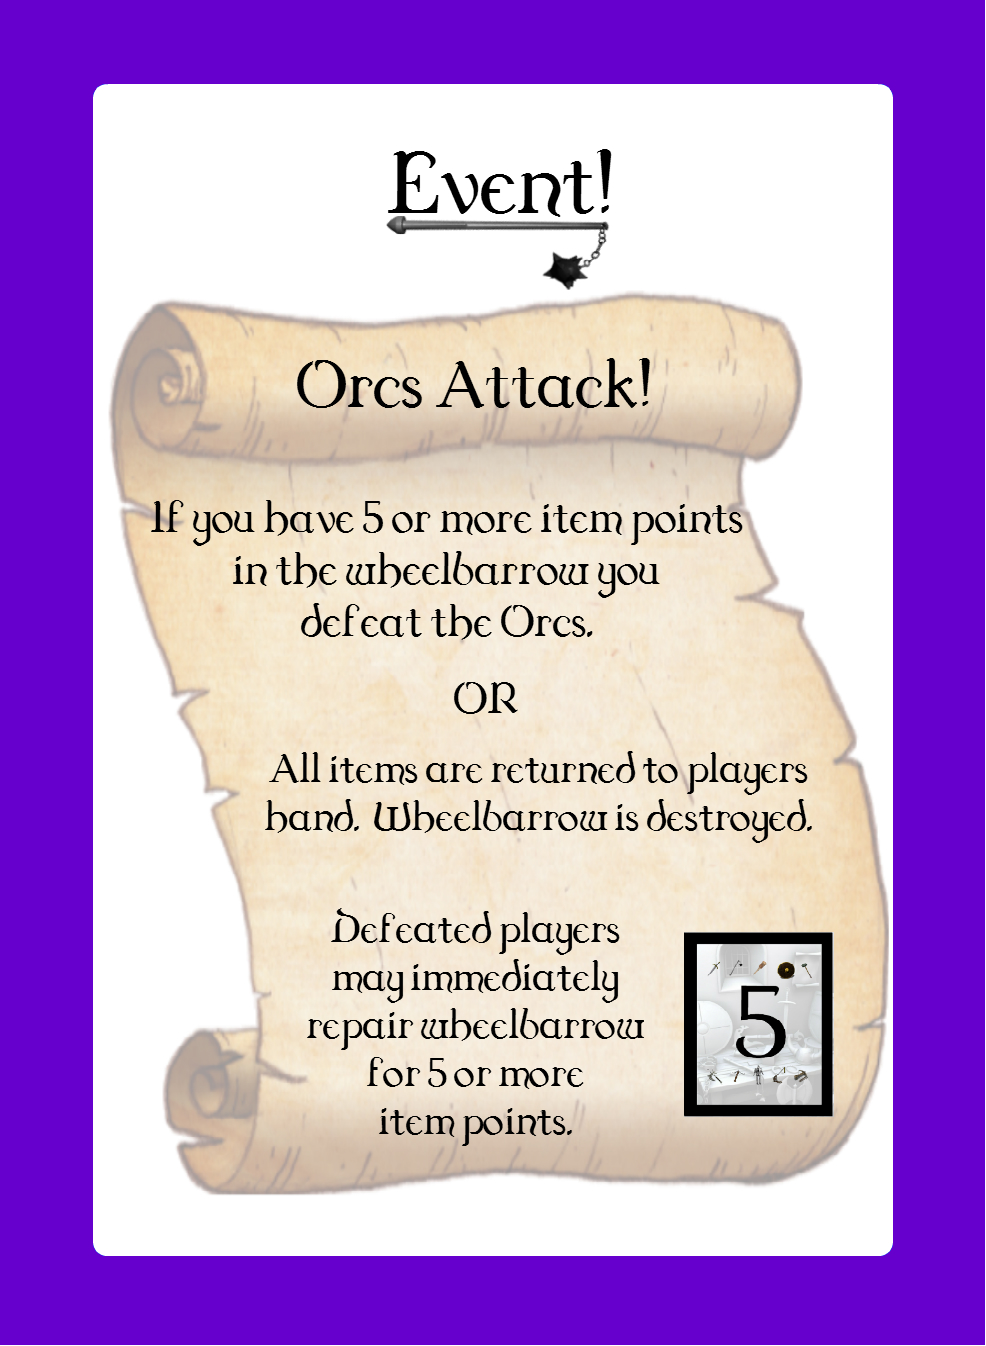 Event!
Orcs Attack!
If you have 5 or more item points
in the wheelbarrow you
defeat the Orcs.
OR
All items are returned to players
hand. Wheelbarrow is destroyed.
Defeated players
may immediately
repair wheelbarrow
for 5 or more
item points.
5